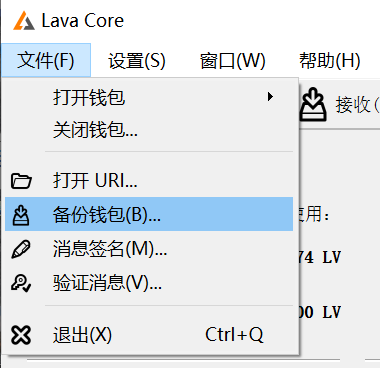 Lava Core
文件(F) 设置(S) 窗口(W) 帮助(H)
打开钱包
关闭钱包...
接收(
打开 URI...
备份钱包(B)...
使用:
消息签名(M)...
74 LV
验证消息(V)...
00 LV
退出(X) Ctrl+Q